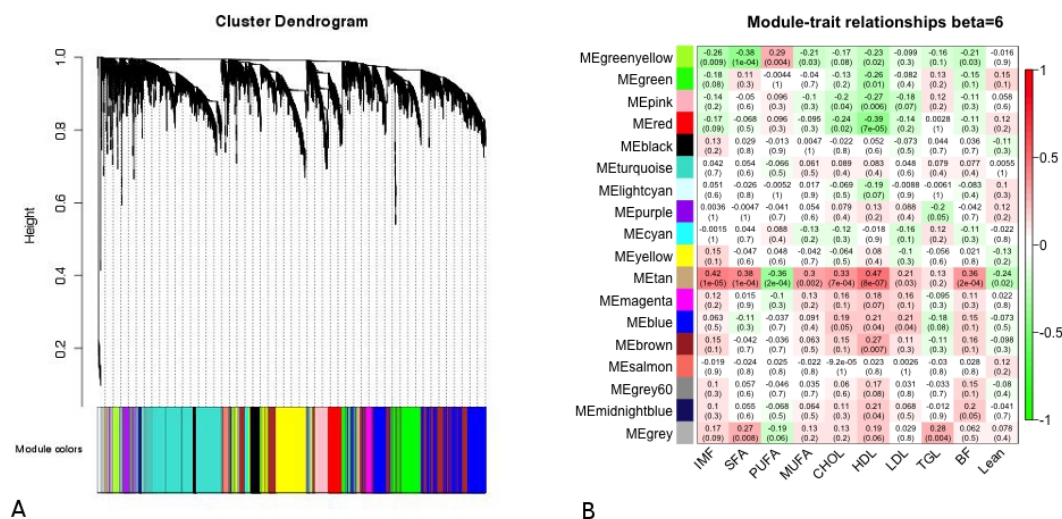 Cluster Dendrogram
Height
1.0
0.8
0.6
0.4
0.2
Module colors
A
Module-trait relationships beta=6
MEgreenyellow
-0.26 -0.38 0.29 -0.21 -0.17 -0.23 -0.099 -0.16 -0.21 -0.016
(0.009) (1e-04) (0.004) (0.03) (0.08) (0.02) (0.3) (0.1) (0.03) (0.9)
MEgreen
-0.18 0.11 -0.0044 -0.04 -0.13 -0.26 -0.082 0.13 -0.15 0.15
(0.08) (0.3) (1) (0.7) (0.2) (0.01) (0.4) (0.2) (0.1) (0.1)
MEpink
-0.14 -0.05 0.096 -0.1 -0.2 -0.27 -0.18 0.12 -0.11 0.058
(0.2) (0.6) (0.3) (0.3) (0.04) (0.006) (0.07) (0.2) (0.3) (0.6)
MEred
-0.17 -0.068 0.096 -0.095 -0.24 -0.39 -0.14 0.0028 -0.15 0.12
(0.09) (0.5) (0.3) (0.3) (0.02) (7e-05) (0.2) (1) (0.1) (0.2)
MEblack
0.13 0.029 -0.013 0.0047 -0.022 0.052 -0.073 0.044 0.036 -0.11
(0.2) (0.8) (0.9) (1) (0.8) (0.6) (0.5) (0.7) (0.7) (0.3)
MEturquoise
0.042 0.054 -0.066 0.061 0.089 0.083 0.048 0.079 0.077 0.0055
(0.7) (0.6) (0.5) (0.5) (0.4) (0.4) (0.6) (0.4) (0.4) (1)
MElightcyan
0.051 -0.026 -0.0052 0.017 -0.069 -0.19 -0.0088 -0.0061 -0.083 0.1
(0.6) (0.8) (1) (0.9) (0.5) (0.07) (0.9) (1) (0.4) (0.3)
MEpurple
0.0036 -0.0047 -0.041 0.054 0.079 0.13 0.088 -0.2 -0.042 0.12
(1) (1) (0.7) (0.6) (0.4) (0.2) (0.4) (0.05) (0.7) (0.2)
MEcyan
-0.0015 0.044 0.088 -0.13 -0.12 -0.018 -0.16 0.12 -0.11 -0.022
(1) (0.7) (0.4) (0.2) (0.3) (0.9) (0.1) (0.2) (0.3) (0.8)
MEyellow
0.15 -0.047 0.048 -0.042 -0.064 0.08 -0.1 -0.056 0.021 -0.13
(0.1) (0.6) (0.6) (0.7) (0.5) (0.4) (0.3) (0.6) (0.8) (0.2)
MEtan
0.42 0.38 -0.36 0.3 0.33 0.47 0.21 0.13 0.36 -0.24
(1e-05) (1e-04) (2e-04) (0.002) (7e-04) (8e-07) (0.03) (0.2) (2e-04) (0.02)
MEmagenta
0.12 0.015 -0.1 0.13 0.16 0.18 0.16 -0.095 0.11 0.022
(0.2) (0.9) (0.3) (0.2) (0.1) (0.07) (0.1) (0.3) (0.3) (0.8)
MEblue
0.063 -0.11 -0.037 0.091 0.19 0.21 0.21 -0.18 0.15 -0.073
(0.5) (0.3) (0.7) (0.4) (0.05) (0.04) (0.04) (0.08) (0.1) (0.5)
MEbrown
0.15 -0.042 -0.036 0.045 0.15 0.27 0.11 -0.11 0.16 -0.098
(0.1) (0.7) (0.7) (0.7) (0.1) (0.007) (0.3) (0.3) (0.1) (0.3)
MEsalmon
-0.019 -0.024 0.025 -0.022 -9.2e-05 0.023 0.0026 -0.03 0.028 0.12
(0.9) (0.8) (0.8) (0.8) (1) (0.8) (1) (0.8) (0.8) (0.2)
MEgrey60
0.1 0.057 -0.046 0.035 0.06 0.17 0.031 -0.033 0.15 -0.08
(0.3) (0.6) (0.6) (0.7) (0.6) (0.08) (0.8) (0.7) (0.1) (0.4)
MEmidnightblue
0.1 0.055 -0.068 0.064 0.11 0.21 0.068 -0.012 0.2 -0.041
(0.3) (0.6) (0.5) (0.5) (0.3) (0.04) (0.5) (0.9) (0.05) (0.7)
MEgrey
0.17 0.27 -0.19 0.13 0.13 0.19 0.029 0.28 0.062 0.078
(0.09) (0.008) (0.06) (0.2) (0.2) (0.06) (0.8) (0.004) (0.5) (0.4)
IMF SFA PUFA MUFA CHOL HDL LDL TGL BF Lean
1
0.5
0
-0.5
-1
B